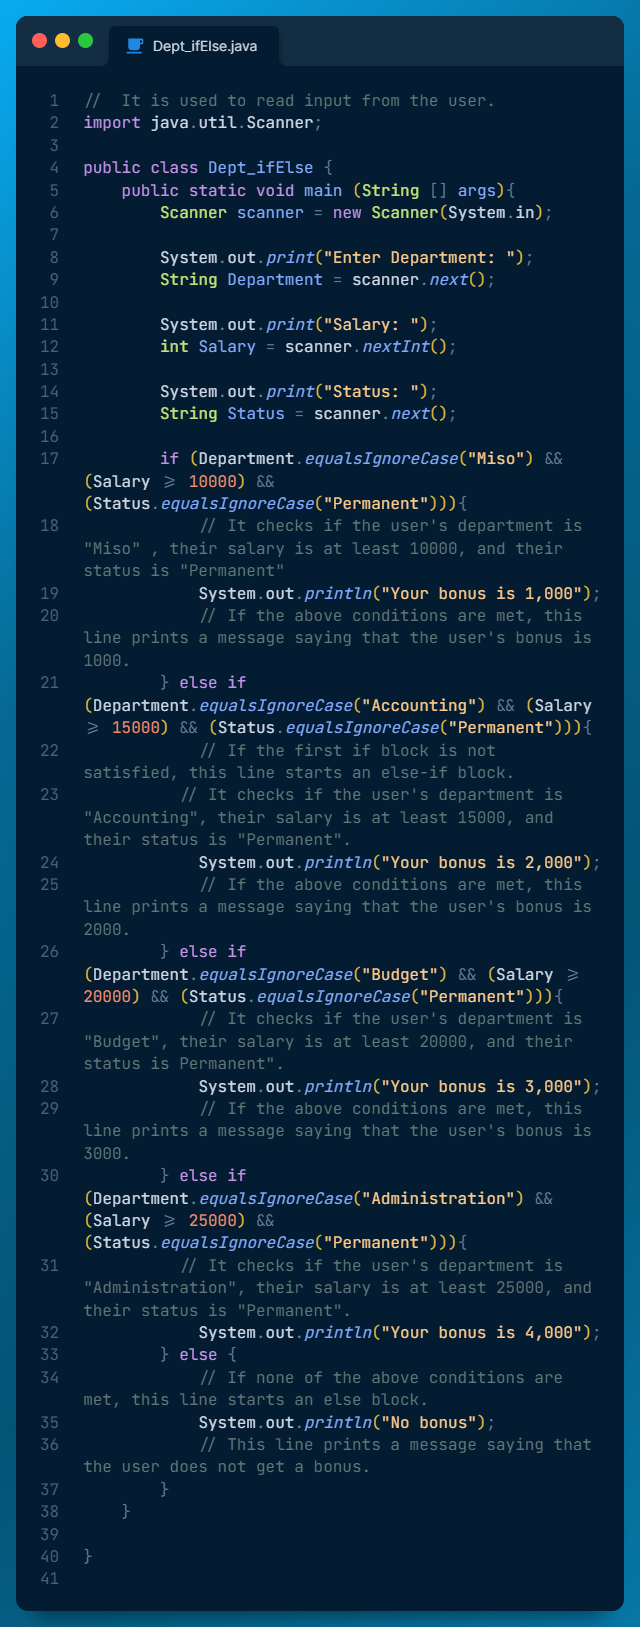 Dept_ifElse.java
1 //  It is used to read input from the user.
2 import java.util.Scanner;
3
4 public class Dept_ifElse {
5     public static void main (String [] args){
6         Scanner scanner = new Scanner(System.in);
7
8         System.out.print("Enter Department: ");
9         String Department = scanner.next();
10
11         System.out.print("Salary: ");
12         int Salary = scanner.nextInt();
13
14         System.out.print("Status: ");
15         String Status = scanner.next();
16
17         if (Department.equalsIgnoreCase("Miso") &&
(Salary >= 10000) &&
(Status.equalsIgnoreCase("Permanent"))){
18             // It checks if the user's department is
"Miso" , their salary is at least 10000, and their
status is "Permanent"
19             System.out.println("Your bonus is 1,000");
20             // If the above conditions are met, this
line prints a message saying that the user's bonus is
1000.
21         } else if
(Department.equalsIgnoreCase("Accounting") && (Salary
>= 15000) && (Status.equalsIgnoreCase("Permanent"))){
22             // If the first if block is not
satisfied, this line starts an else-if block.
23           // It checks if the user's department is
"Accounting", their salary is at least 15000, and
their status is "Permanent".
24             System.out.println("Your bonus is 2,000");
25             // If the above conditions are met, this
line prints a message saying that the user's bonus is
2000.
26         } else if
(Department.equalsIgnoreCase("Budget") && (Salary >=
20000) && (Status.equalsIgnoreCase("Permanent"))){
27             // It checks if the user's department is
"Budget", their salary is at least 20000, and their
status is Permanent".
28             System.out.println("Your bonus is 3,000");
29             // If the above conditions are met, this
line prints a message saying that the user's bonus is
3000.
30         } else if
(Department.equalsIgnoreCase("Administration") &&
(Salary >= 25000) &&
(Status.equalsIgnoreCase("Permanent"))){
31           // It checks if the user's department is
"Administration", their salary is at least 25000, and
their status is "Permanent".
32             System.out.println("Your bonus is 4,000");
33         } else {
34             // If none of the above conditions are
met, this line starts an else block.
35             System.out.println("No bonus");
36             // This line prints a message saying that
the user does not get a bonus.
37         }
38     }
39
40 }
41